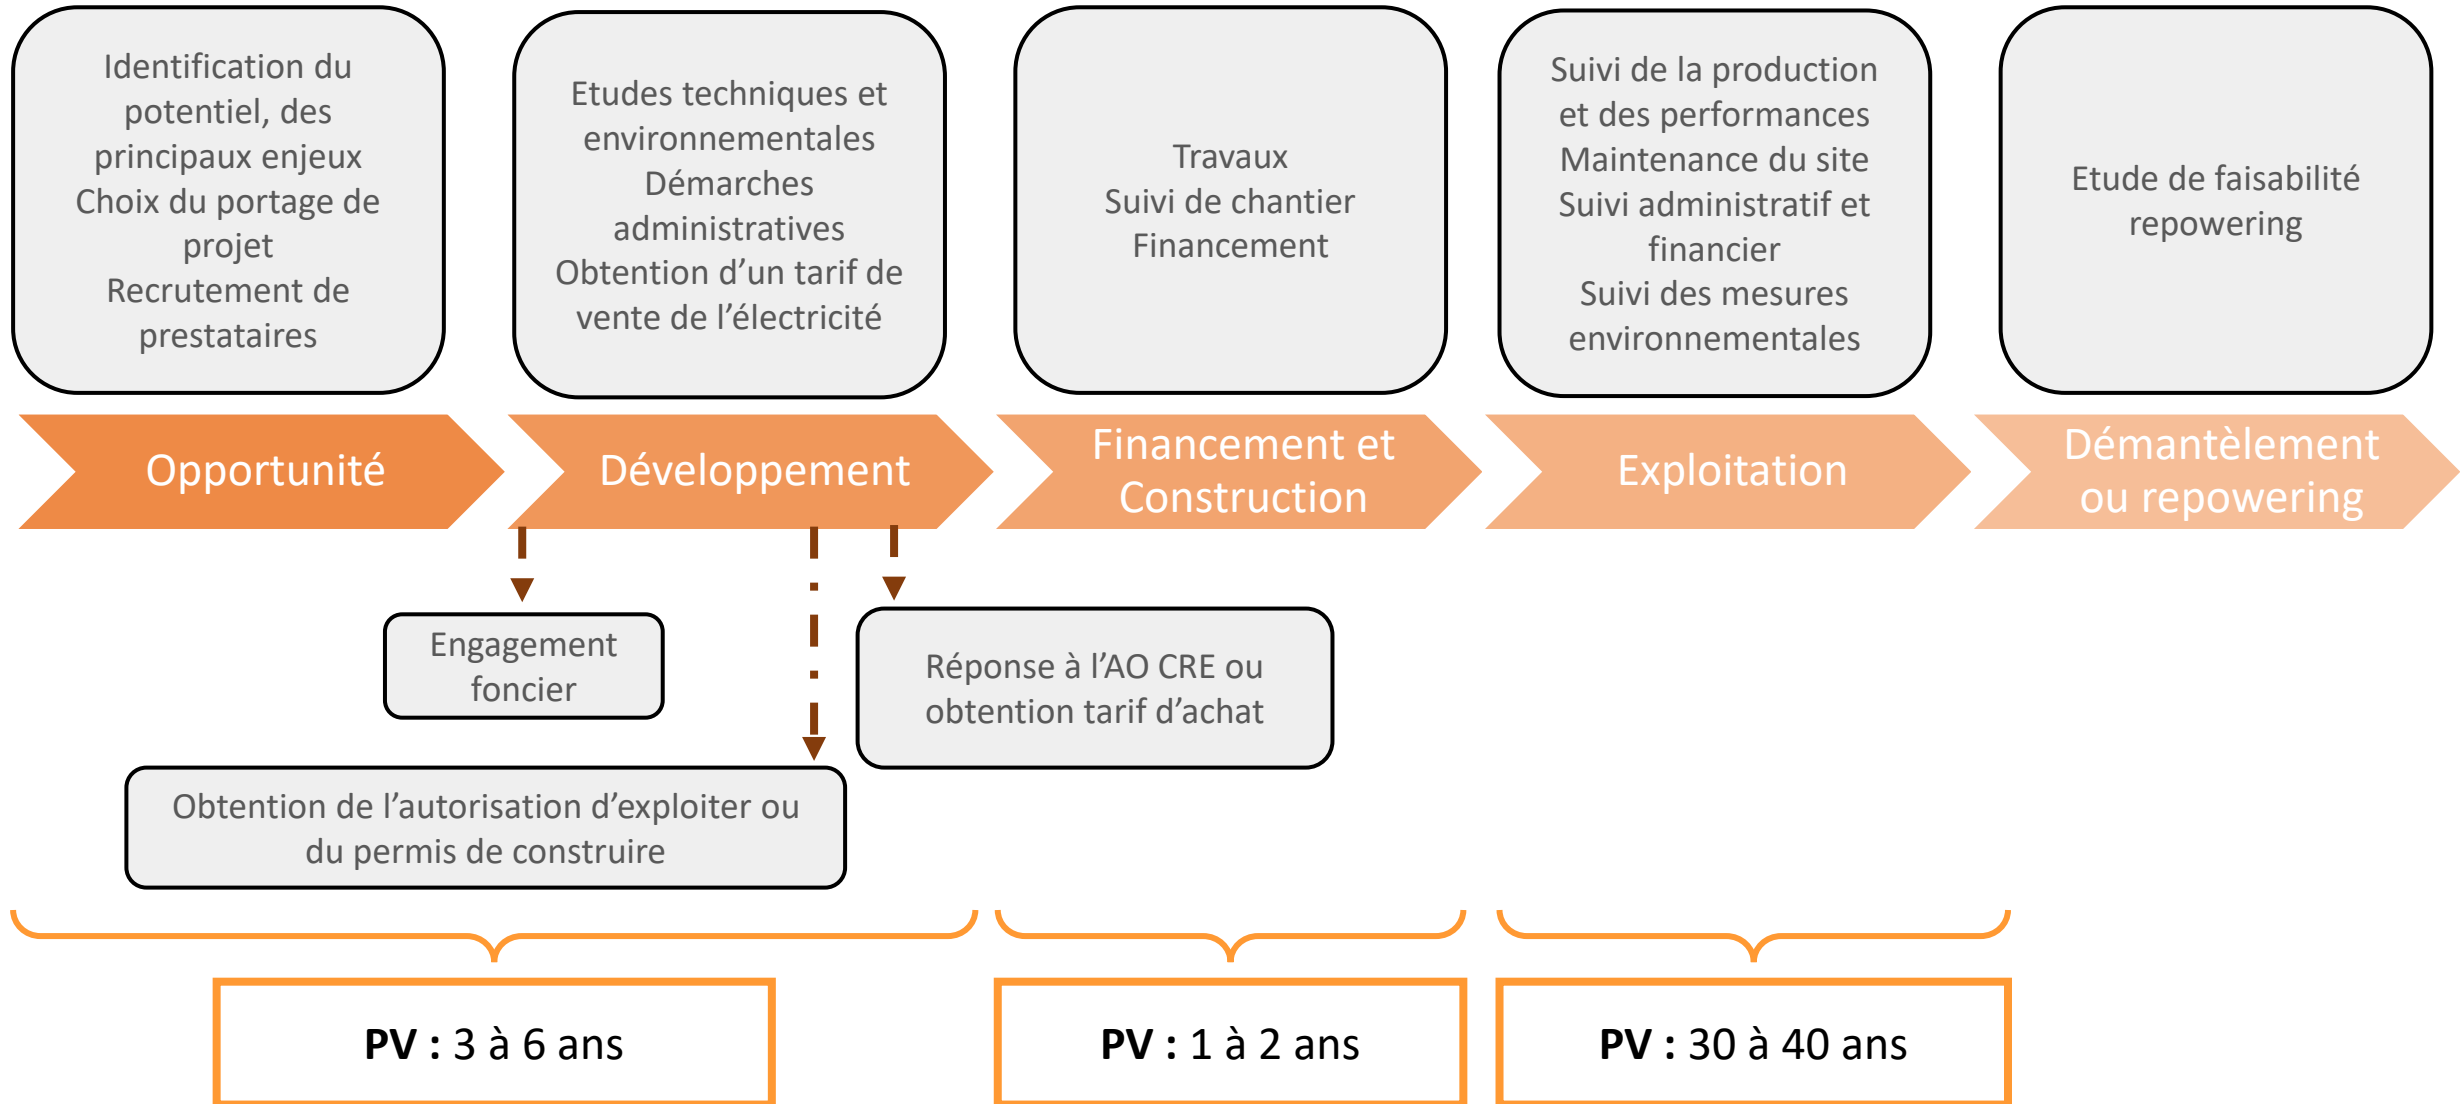 Identification du
potentiel, des
principaux enjeux
Choix du portage de
projet
Recrutement de
prestataires
Etudes techniques et
environnementales
Démarches
administratives
Obtention d’un tarif de
vente de l’électricité
Travaux
Suivi de chantier
Financement
Suivi de la production
et des performances
Maintenance du site
Suivi administratif et
financier
Suivi des mesures
environnementales
Etude de faisabilité
repowering
Opportunité
Développement
Financement et
Construction
Exploitation
Démantèlement
ou repowering
Engagement
foncier
Réponse à l’AO CRE ou
obtention tarif d’achat
Obtention de l’autorisation d’exploiter ou
du permis de construire
PV : 3 à 6 ans
PV : 1 à 2 ans
PV : 30 à 40 ans